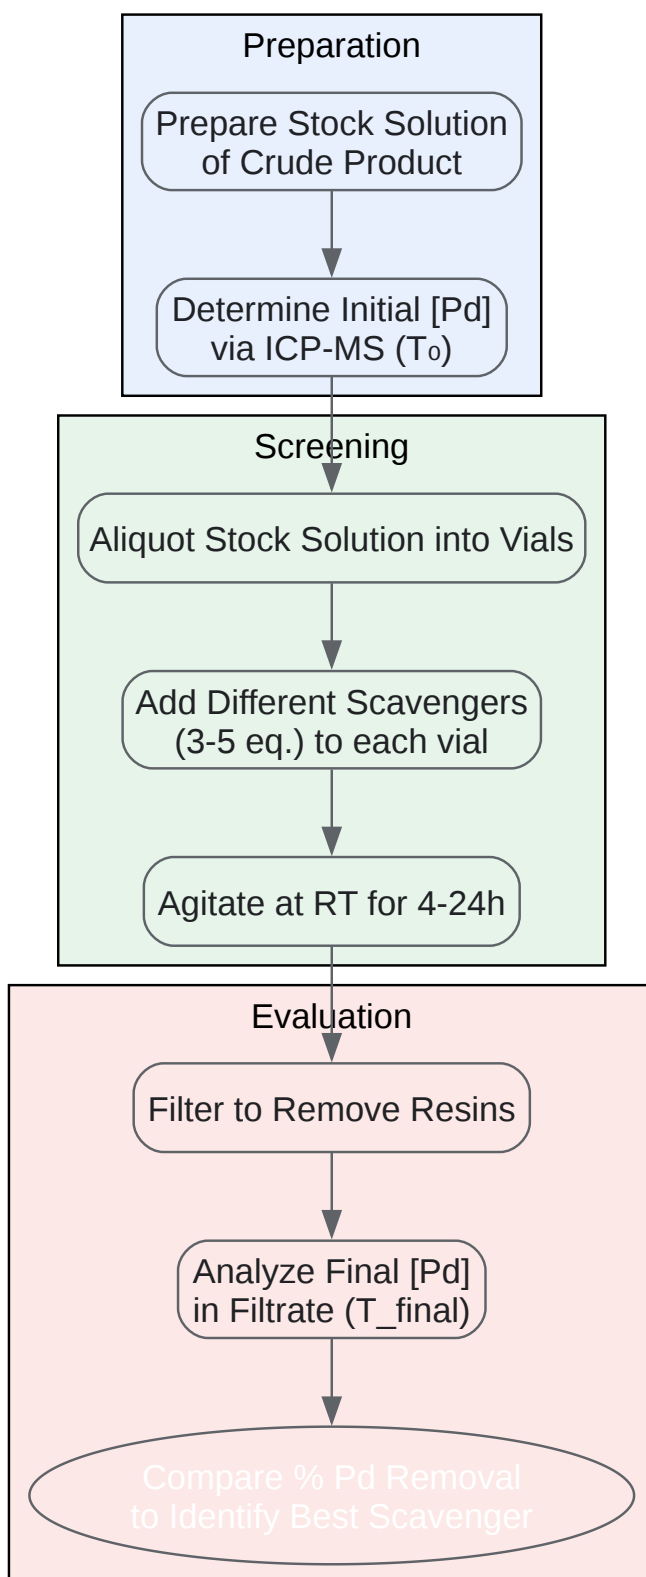 Preparation
Prepare Stock Solution
of Crude Product
Determine Initial [Pd]
via ICP-MS (T₀)
Screening
Aliquot Stock Solution into Vials
Add Different Scavengers
(3-5 eq.) to each vial
Agitate at RT for 4-24h
Evaluation
Filter to Remove Resins
Analyze Final [Pd]
in Filtrate (T_final)
Compare % Pd Removal
to Identify Best Scavenger